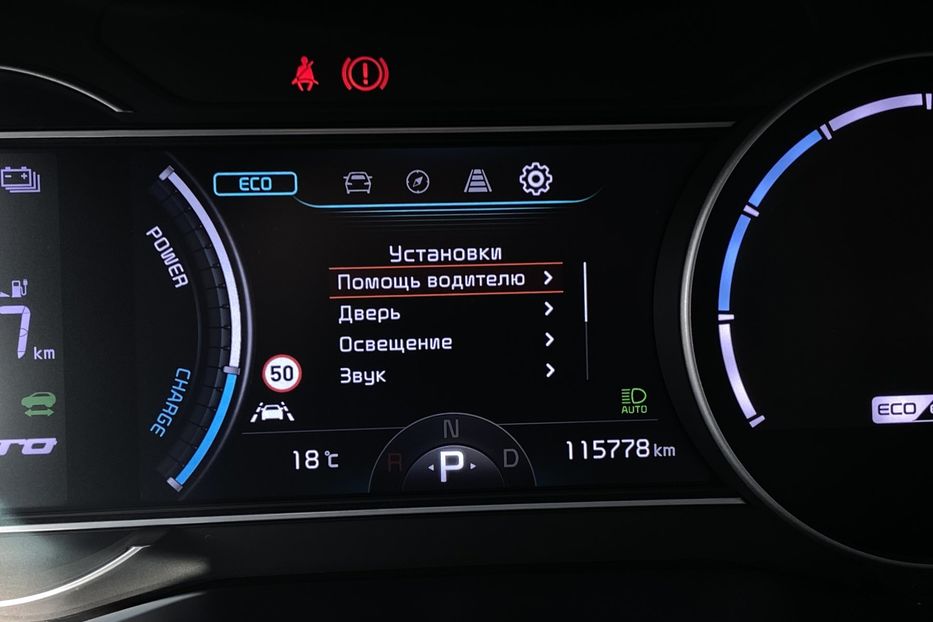 ECO
Установки
POWER
Помощь водителю
Дверь
Освещение
Звук
km
CHARGE
50
AUTO
ECO
N
R P D
18°C
115778 km